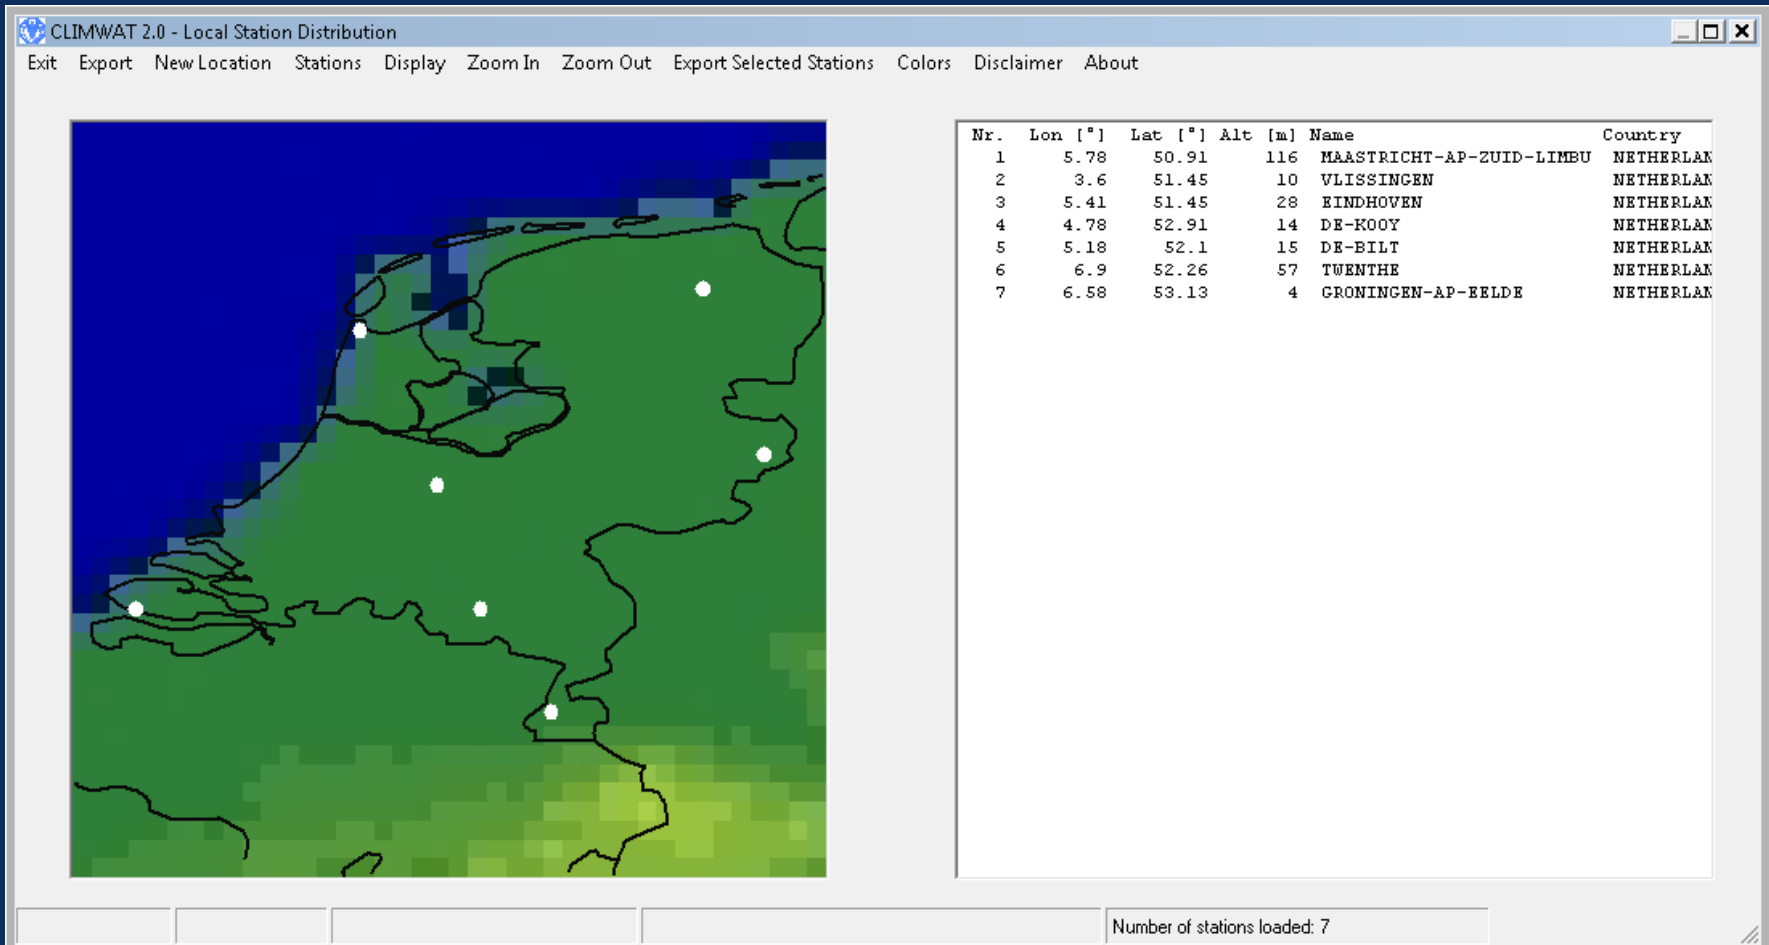 CLIMWAT 2.0 - Local Station Distribution
Exit Export New Location Stations Display Zoom In Zoom Out Export Selected Stations Colors Disclaimer About
Nr. Lon [°] Lat [°] Alt [m] Name Country
1 5.78 50.91 116 MAASTRICHT-AP-ZUID-LIMBU NETHERLAN
2 3.6 51.45 10 VLISSINGEN NETHERLAN
3 5.41 51.45 28 EINDHOVEN NETHERLAN
4 4.78 52.91 14 DE-KOOY NETHERLAN
5 5.18 52.1 15 DE-BILT NETHERLAN
6 6.9 52.26 57 TWENTHE NETHERLAN
7 6.58 53.13 4 GRONINGEN-AP-EELDE NETHERLAN
Number of stations loaded: 7